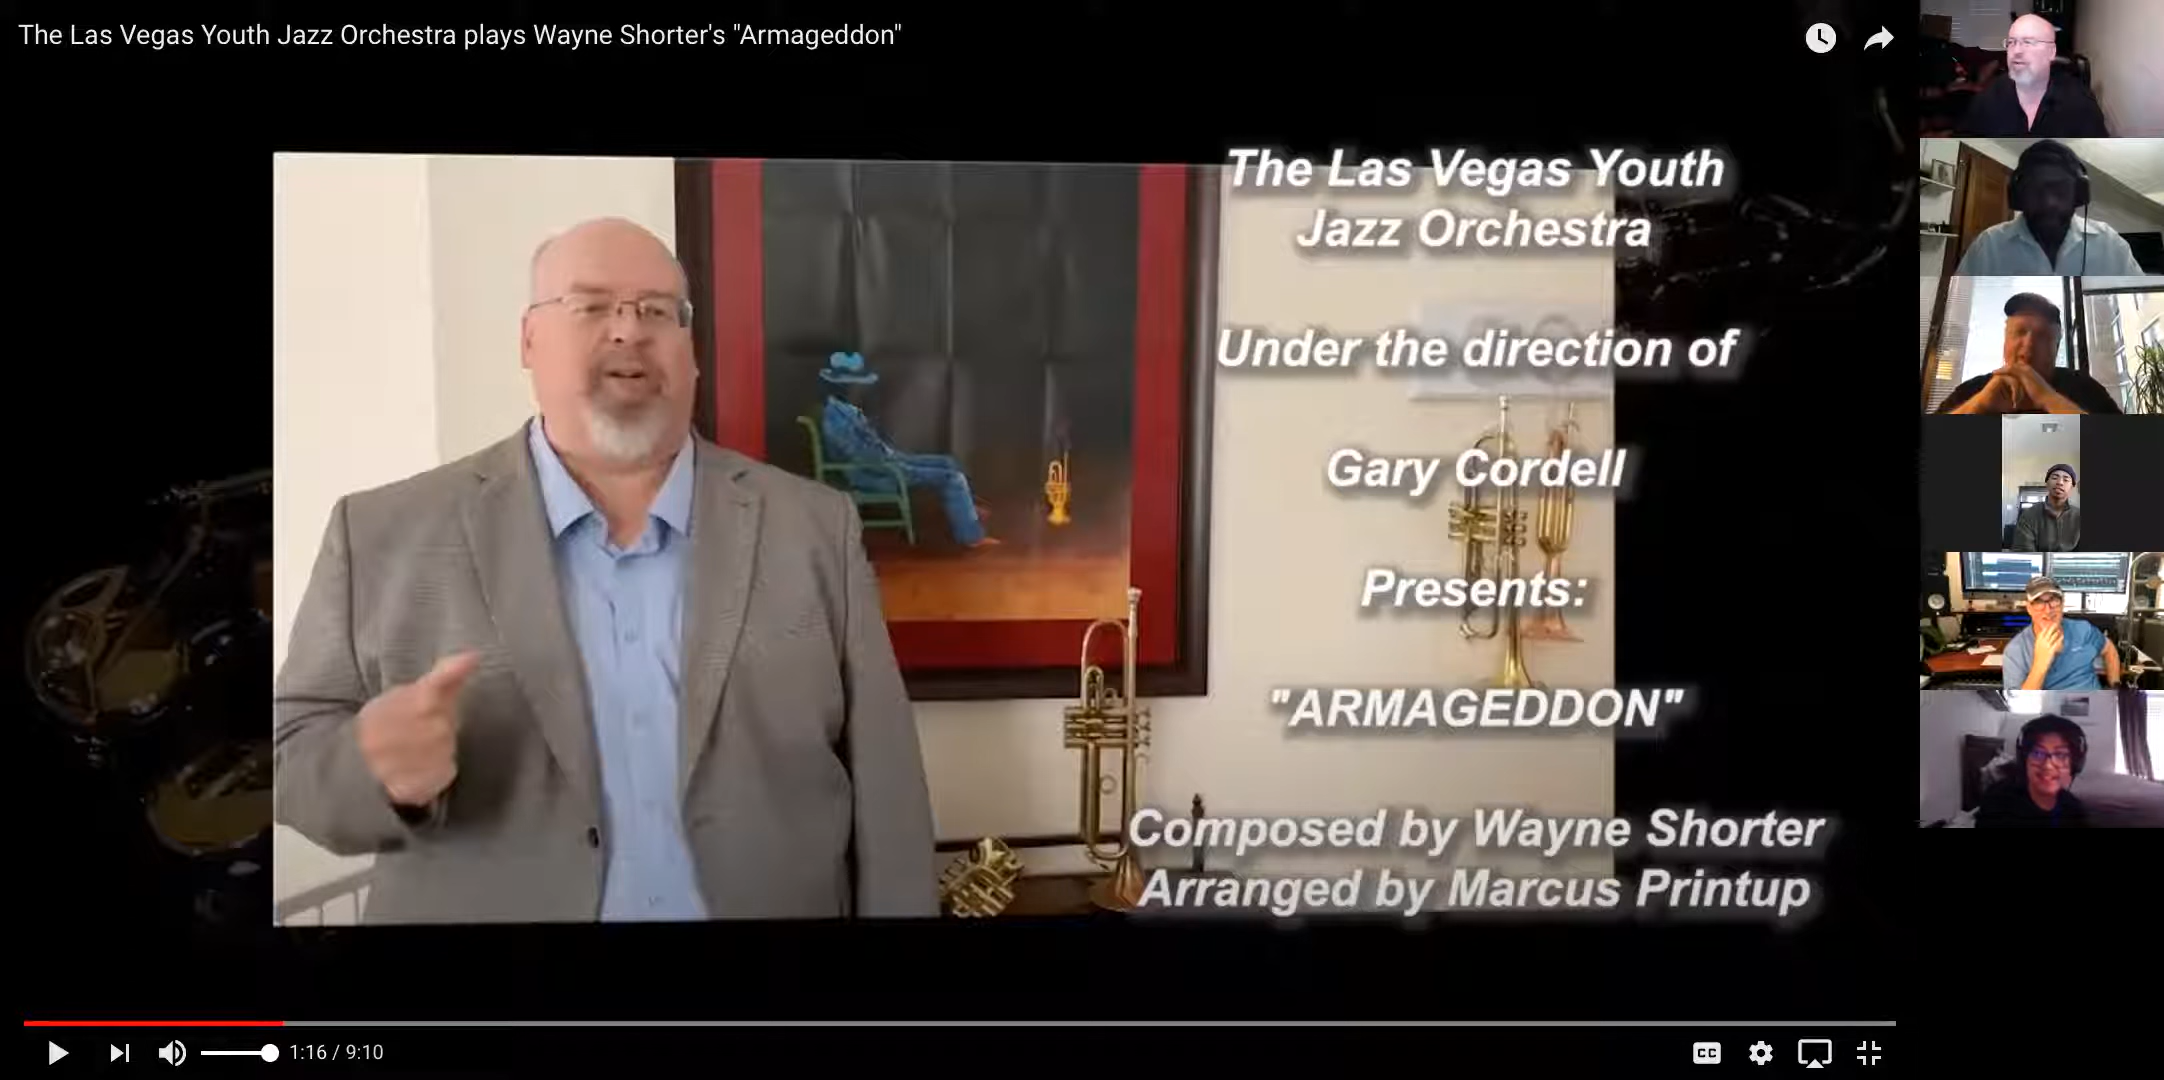 The Las Vegas Youth Jazz Orchestra plays Wayne Shorter's "Armageddon"
The Las Vegas Youth
Jazz Orchestra
Under the direction of
Gary Cordell
Presents:
"ARMAGEDDON"
Composed by Wayne Shorter
Arranged by Marcus Printup
1:16 / 9:10
CC